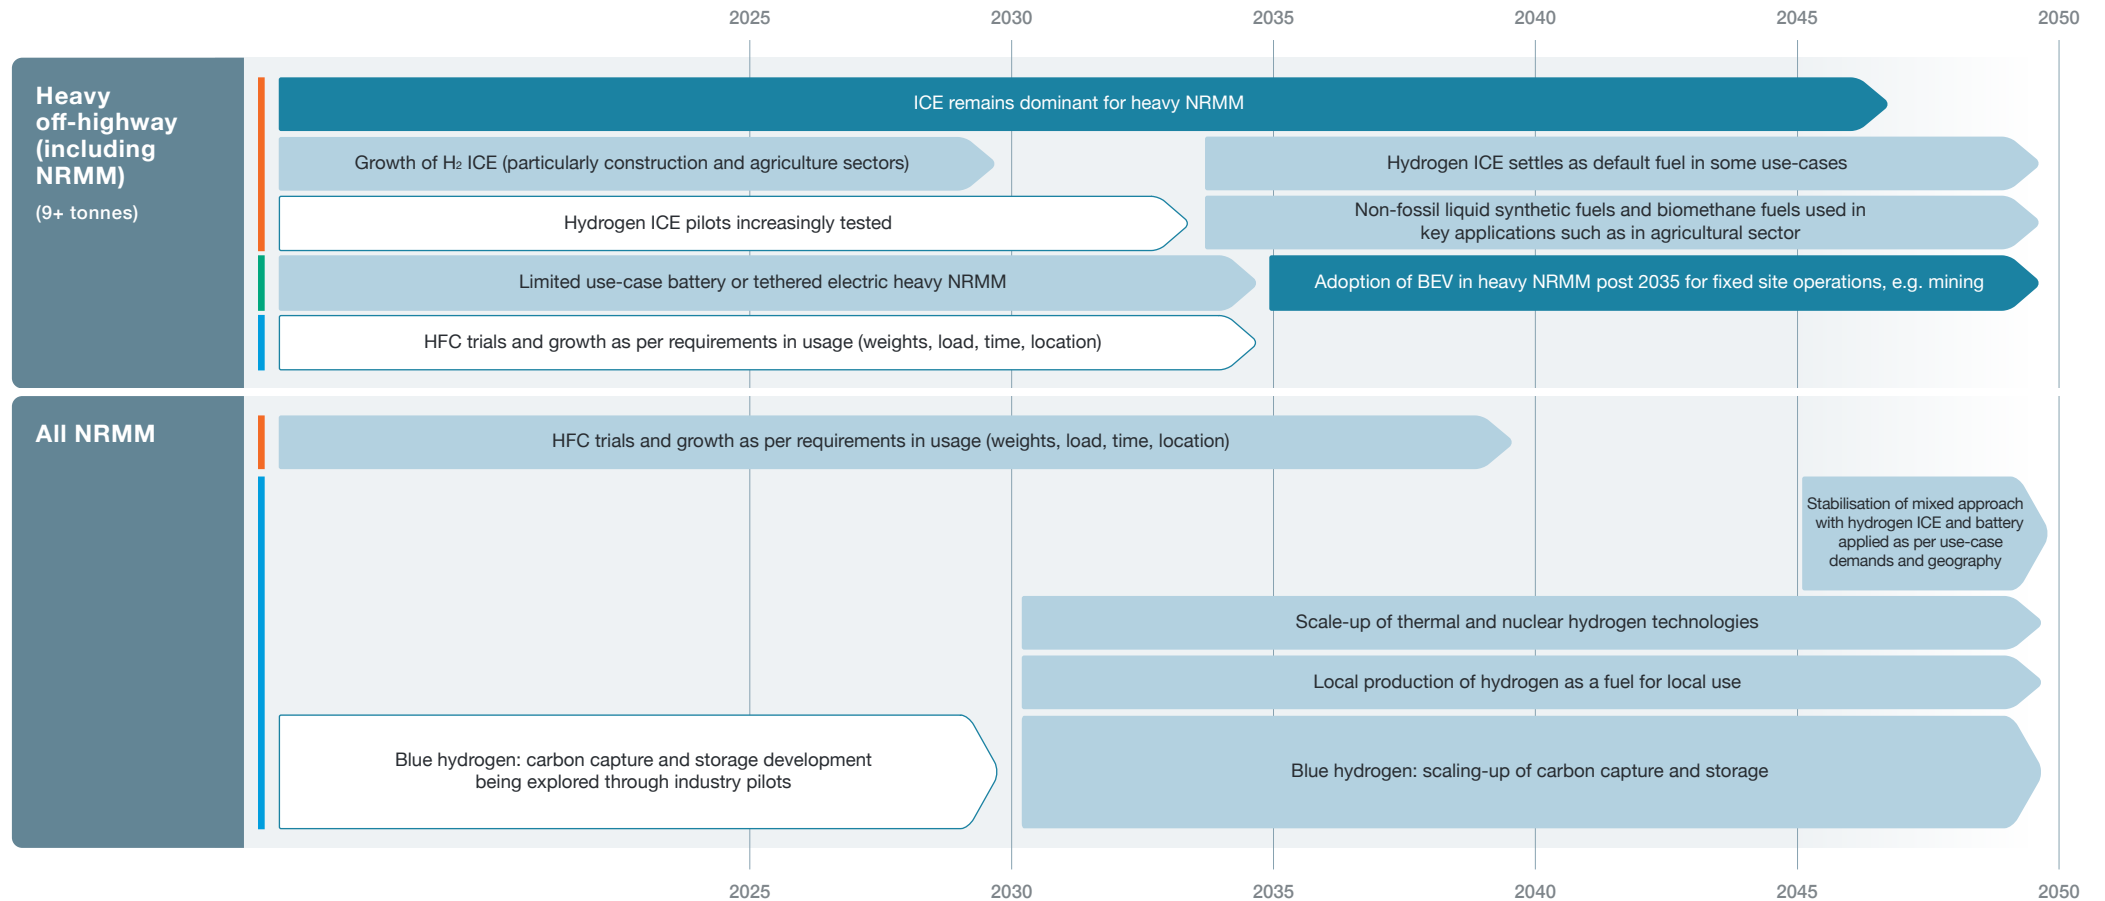 2025 2030 2035 2040 2045 2050
Heavy
off-highway
(including
NRMM)
(9+ tonnes)
ICE remains dominant for heavy NRMM
Growth of H₂ ICE (particularly construction and agriculture sectors)
Hydrogen ICE settles as default fuel in some use-cases
Hydrogen ICE pilots increasingly tested
Non-fossil liquid synthetic fuels and biomethane fuels used in
key applications such as in agricultural sector
Limited use-case battery or tethered electric heavy NRMM
Adoption of BEV in heavy NRMM post 2035 for fixed site operations, e.g. mining
HFC trials and growth as per requirements in usage (weights, load, time, location)
All NRMM
HFC trials and growth as per requirements in usage (weights, load, time, location)
Stabilisation of mixed approach
with hydrogen ICE and battery
applied as per use-case
demands and geography
Scale-up of thermal and nuclear hydrogen technologies
Local production of hydrogen as a fuel for local use
Blue hydrogen: carbon capture and storage development
being explored through industry pilots
Blue hydrogen: scaling-up of carbon capture and storage
2025 2030 2035 2040 2045 2050